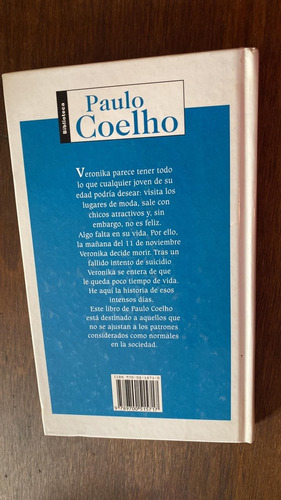 Biblioteca
Paulo
Coelho
Veronika parece tener todo
lo que cualquier joven de su
edad podría desear: visita los
lugares de moda, sale con
chicos atractivos y, sin
embargo, no es feliz.
Algo falta en su vida. Por ello,
la mañana del 11 de noviembre
Veronika decide morir. Tras un
fallido intento de suicidio
Veronika se entera de que
le queda poco tiempo de vida.
He aquí la historia de esos
intensos días.
Este libro de Paulo Coelho
está destinado a aquellos que
no se ajustan a los patrones
considerados como normales
en la sociedad.